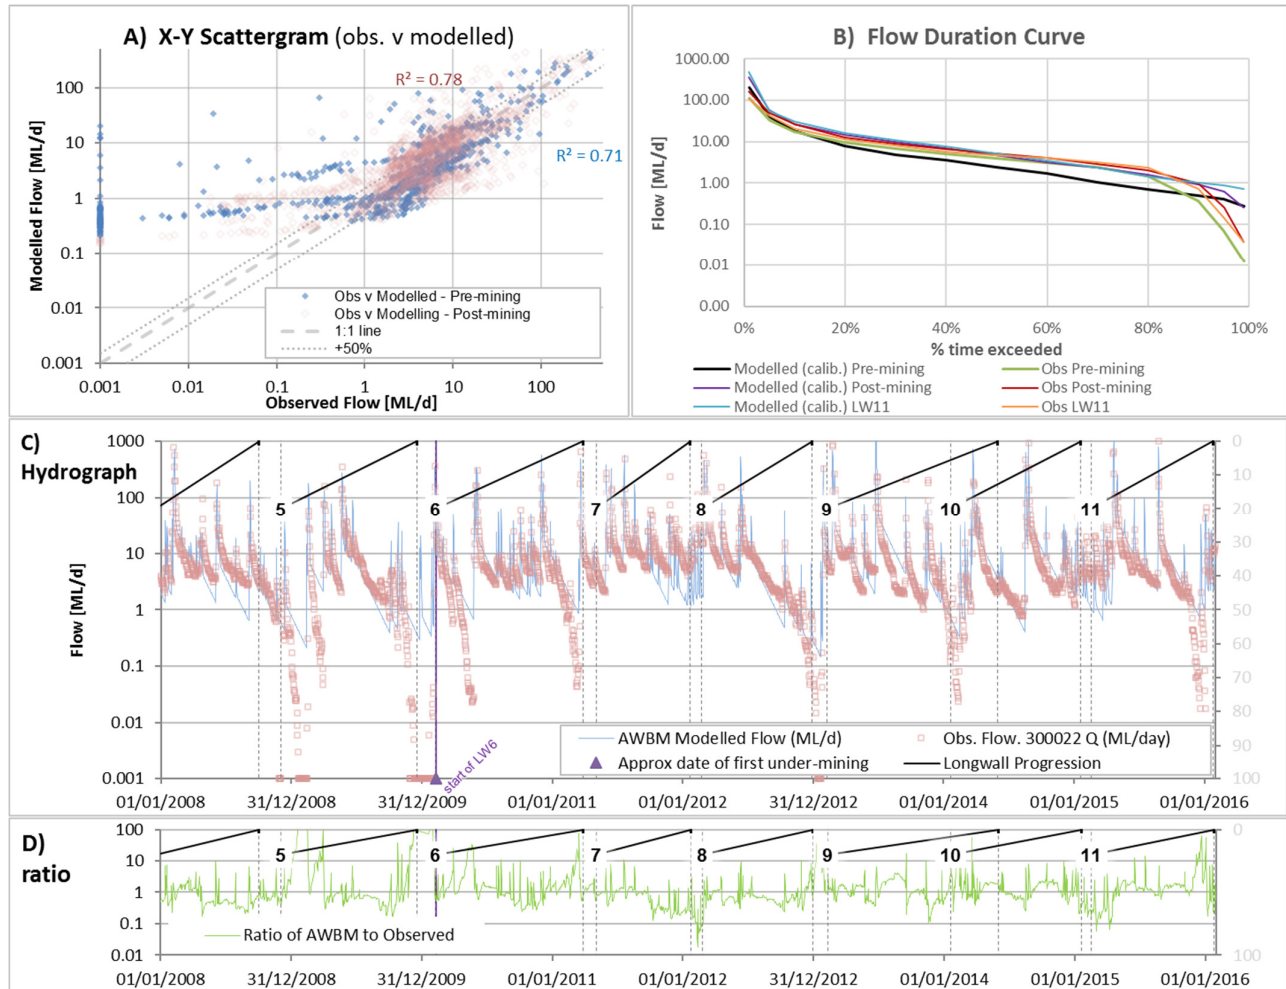 A) X-Y Scattergram (obs. v modelled)
R² = 0.78
R² = 0.71
Modelled Flow [ML/d]
100
10
1
0.1
0.01
0.001
Obs v Modelled - Pre-mining
Obs v Modelling - Post-mining
1:1 line
+50%
0.001 0.01 0.1 1 10 100
Observed Flow [ML/d]
B) Flow Duration Curve
Flow [ML/d]
1000.00
100.00
10.00
1.00
0.10
0.01
0.00
0% 20% 40% 60% 80% 100%
% time exceeded
Modelled (calib.) Pre-mining Obs Pre-mining
Modelled (calib.) Post-mining Obs Post-mining
Modelled (calib.) LW11 Obs LW11
C)
Hydrograph
Flow [ML/d]
1000
100
10
1
0.1
0.01
0.001
5 6 7 8 9 10 11
0
10
20
30
40
50
60
70
80
90
100
start of LW6
AWBM Modelled Flow (ML/d) Obs. Flow. 300022 Q (ML/day)
Approx date of first under-mining Longwall Progression
01/01/2008 31/12/2008 31/12/2009 01/01/2011 01/01/2012 31/12/2012 01/01/2014 01/01/2015 01/01/2016
D)
ratio
100
10
1
0.1
0.01
5 6 7 8 9 10 11
0
100
Ratio of AWBM to Observed
01/01/2008 31/12/2008 31/12/2009 01/01/2011 01/01/2012 31/12/2012 01/01/2014 01/01/2015 01/01/2016